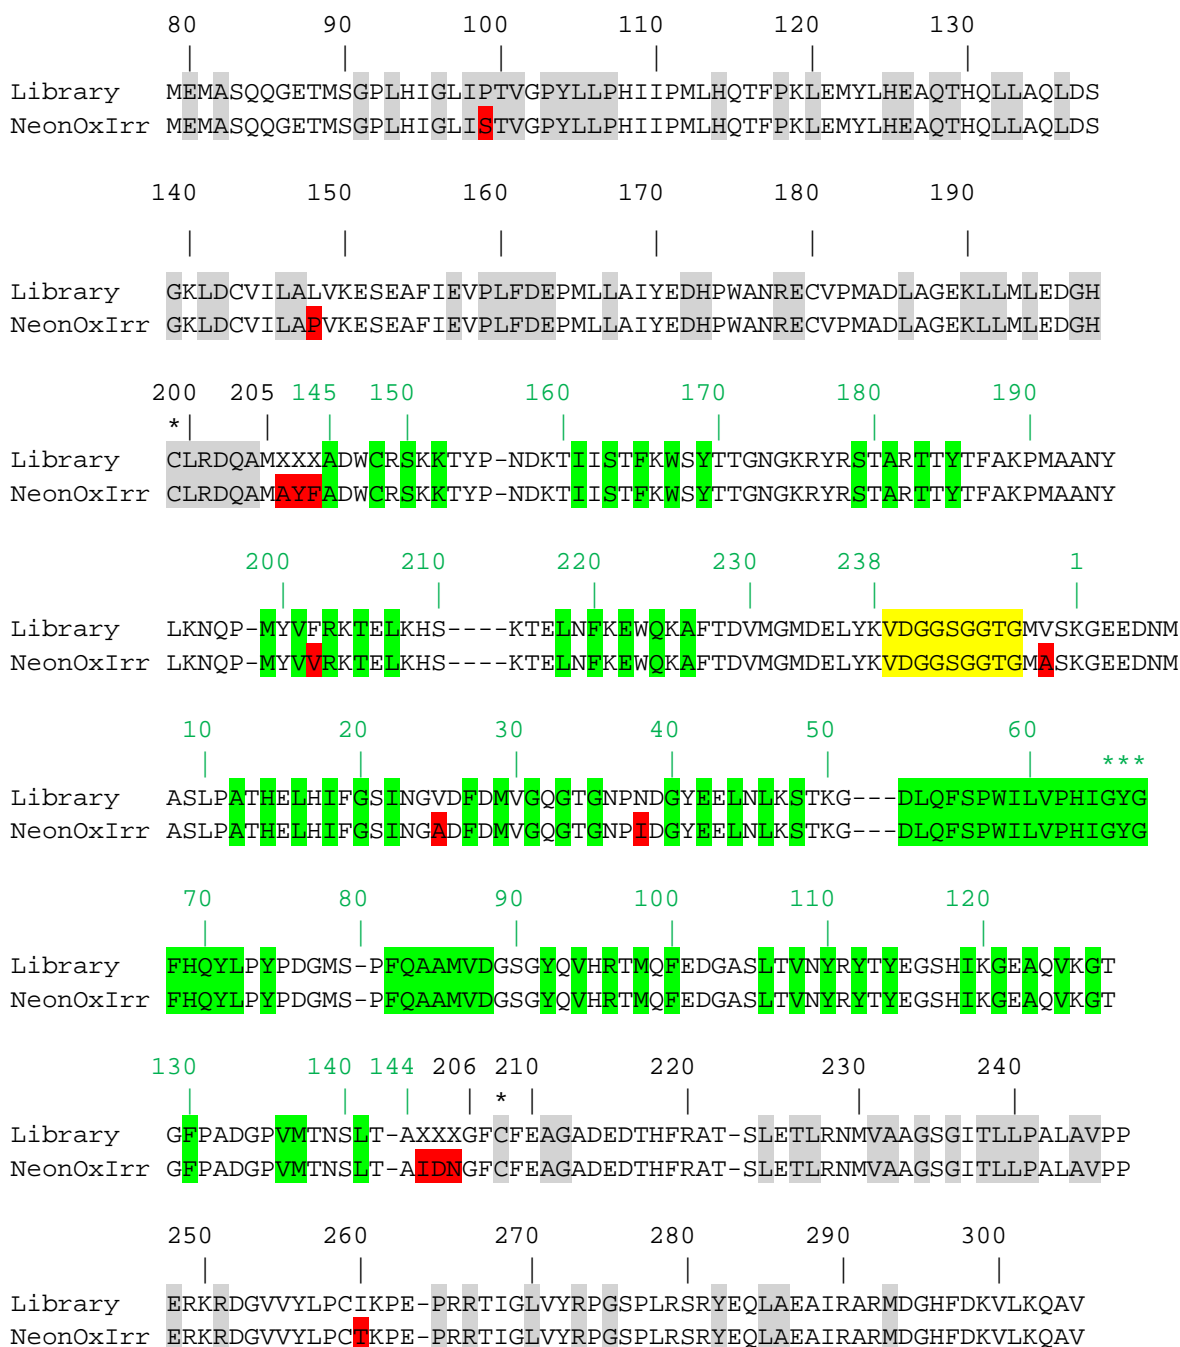 80 90 100 110 120 130
| | | | | |
Library MEMASQQGETMSGPLHIGLIPTVGPYLLPHIIPMLHQTFPKLEMYLHEAQTHQLLAQLDS
NeonOxIrr MEMASQQGETMSGPLHIGLISTVGPYLLPHIIPMLHQTFPKLEMYLHEAQTHQLLAQLDS
140 150 160 170 180 190
| | | | | |
Library GKLDCVILALVKESEAFIEVPLFDEPMLLAIYEDHPWANRECVPMADLAGEKLLMLEDGH
NeonOxIrr GKLDCVILAPVKESEAFIEVPLFDEPMLLAIYEDHPWANRECVPMADLAGEKLLMLEDGH
200 205 145 150 160 170 180 190
* | | | | | | | |
Library CLRDQAMXXXADWCRSKKTYP-NDKTIISTFKWSYTTGNGKRYRSTARTTYTFAKPMAANY
NeonOxIrr CLRDQAMAYFADWCRSKKTYP-NDKTIISTFKWSYTTGNGKRYRSTARTTYTFAKPMAANY
200 210 220 230 238 1
| | | | | |
Library LKNQP-MYVFRKTELKHS----KTELNFKEWQKAFTDVMGMDELYKVDGGSGGTGMVSKGEEDNM
NeonOxIrr LKNQP-MYVVRKTELKHS----KTELNFKEWQKAFTDVMGMDELYKVDGGSGGTGMASKGEEDNM
10 20 30 40 50 60
| | | | | | ***
Library ASLPATHELHIFGSINGVDFDMVGQGTGNPNDGYEELNLKSTKG---DLQFSPWILVPHIGYG
NeonOxIrr ASLPATHELHIFGSINGADFDMVGQGTGNPIDGYEELNLKSTKG---DLQFSPWILVPHIGYG
70 80 90 100 110 120
| | | | | |
Library FHQYLPYPDGMS-PFQAAMVDGSGYQVHRTMQFEDGASLTVNYRYTYEGSHIKGEAQVKGT
NeonOxIrr FHQYLPYPDGMS-PFQAAMVDGSGYQVHRTMQFEDGASLTVNYRYTYEGSHIKGEAQVKGT
130 140 144 206 210 220 230 240
| | | | * | | | |
Library GFPADGPVMTNSLT-AXXXGFCFEAGADEDTHFRAT-SLETLRNMVAAGSGITLLPALAVPP
NeonOxIrr GFPADGPVMTNSLT-AIDNGFCFEAGADEDTHFRAT-SLETLRNMVAAGSGITLLPALAVPP
250 260 270 280 290 300
| | | | | |
Library ERKRDGVVYLPCIKPE-PRRTIGLVYRPGSPLRSRYEQLAEAIRARMDGHFDKVLKQAV
NeonOxIrr ERKRDGVVYLPCTKPE-PRRTIGLVYRPGSPLRSRYEQLAEAIRARMDGHFDKVLKQAV